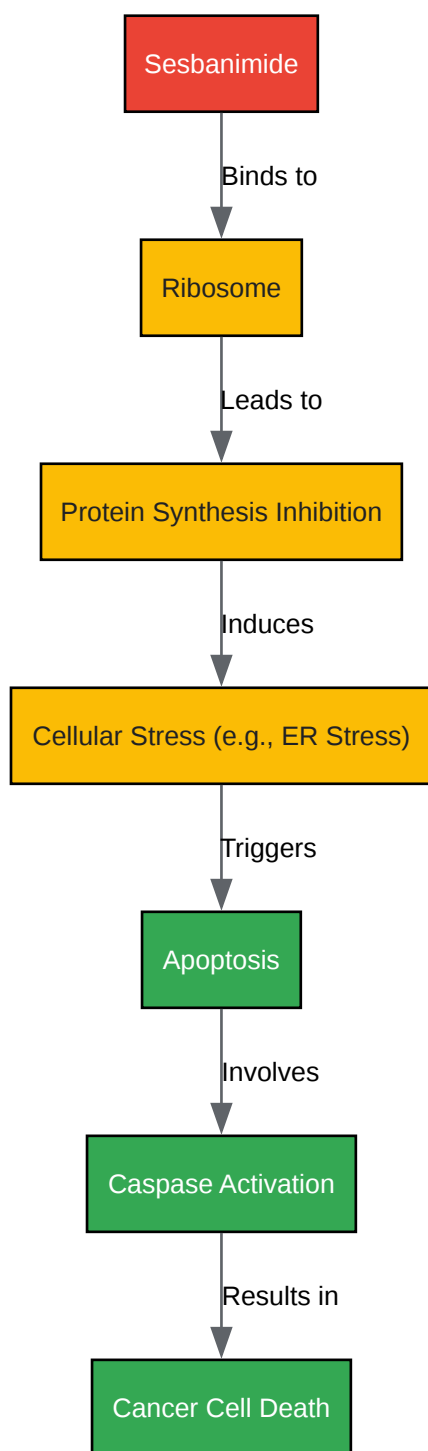 Sesbanimide
Binds to
Ribosome
Leads to
Protein Synthesis Inhibition
Induces
Cellular Stress (e.g., ER Stress)
Triggers
Apoptosis
Involves
Caspase Activation
Results in
Cancer Cell Death